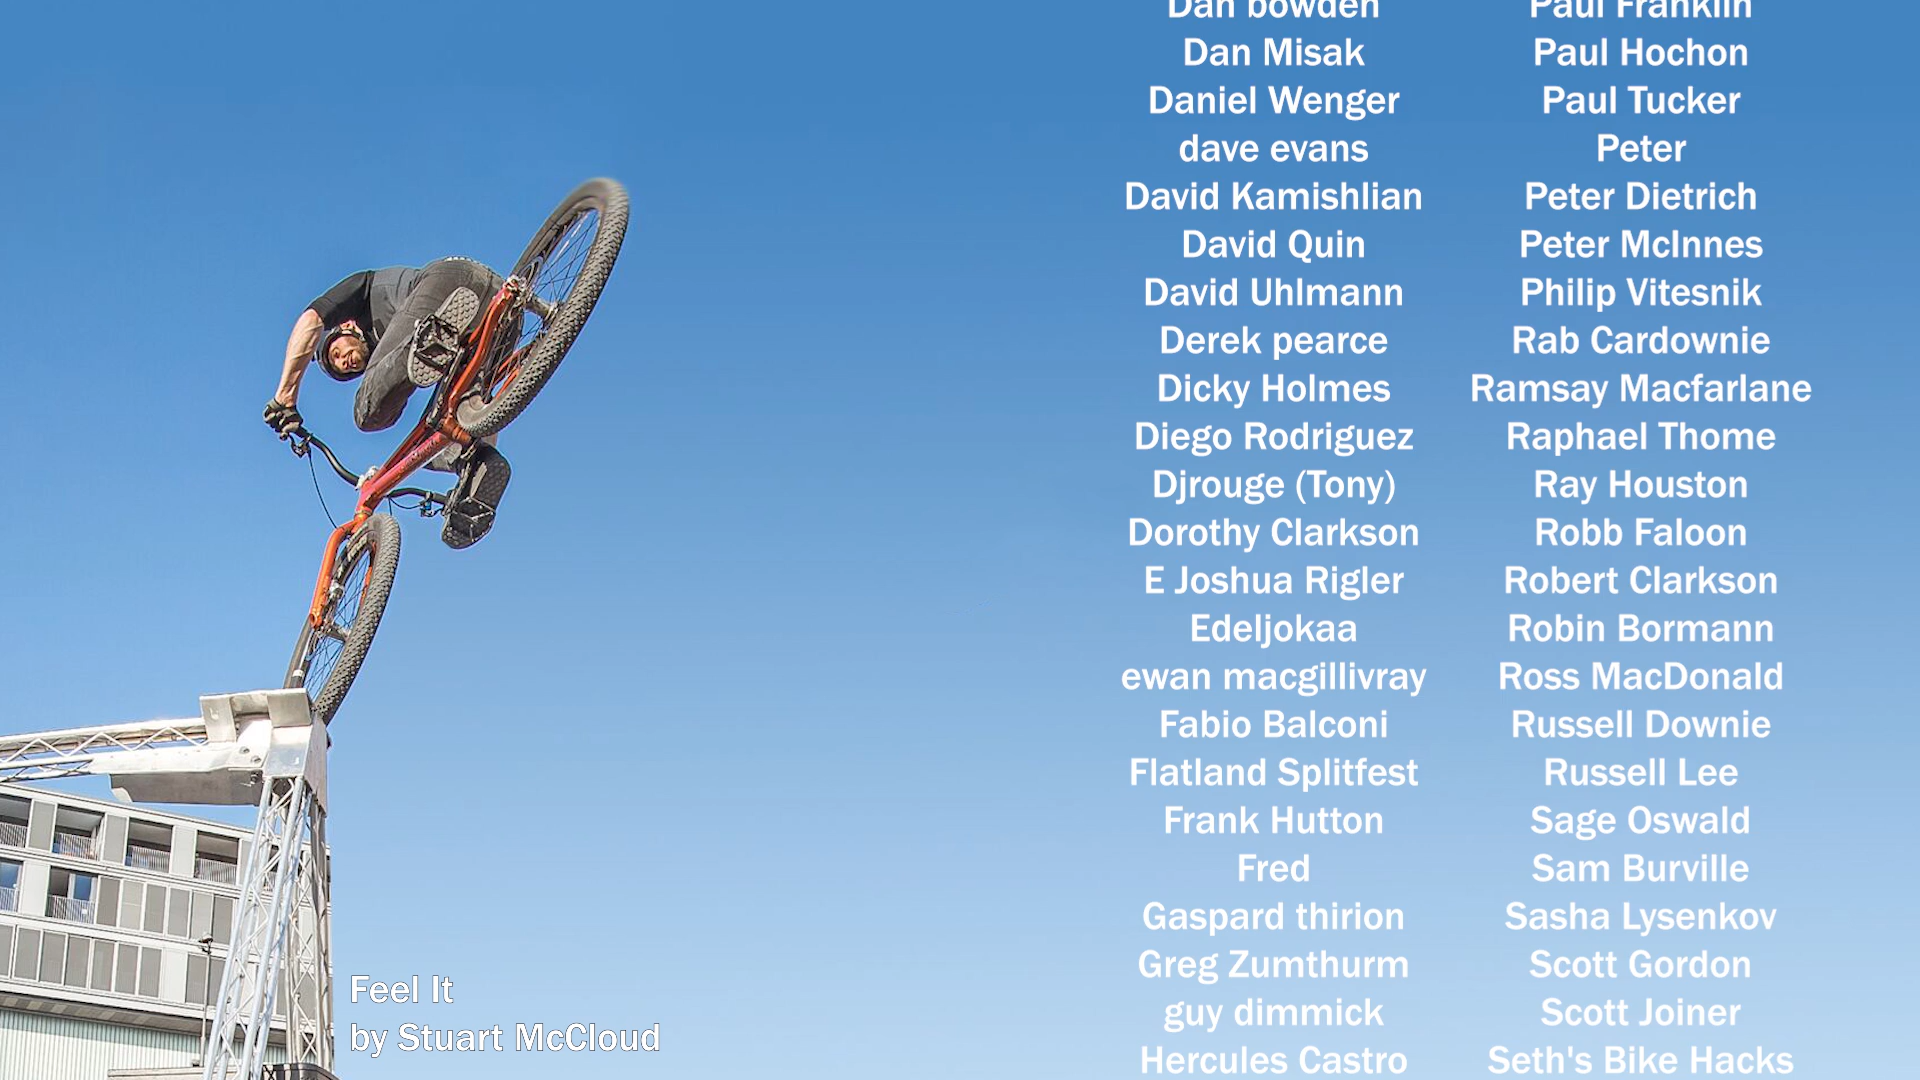 Dan bowden
Dan Misak
Daniel Wenger
dave evans
David Kamishlian
David Quin
David Uhlmann
Derek pearce
Dicky Holmes
Diego Rodriguez
Djrouge (Tony)
Dorothy Clarkson
E Joshua Rigler
Edeljokaa
ewan macgillivray
Fabio Balconi
Flatland Splitfest
Frank Hutton
Fred
Gaspard thirion
Greg Zumthurm
guy dimmick
Hercules Castro
Paul Franklin
Paul Hochon
Paul Tucker
Peter
Peter Dietrich
Peter McInnes
Philip Vitesnik
Rab Cardownie
Ramsay Macfarlane
Raphael Thome
Ray Houston
Robb Faloon
Robert Clarkson
Robin Bormann
Ross MacDonald
Russell Downie
Russell Lee
Sage Oswald
Sam Burville
Sasha Lysenkov
Scott Gordon
Scott Joiner
Seth's Bike Hacks
Feel It
by Stuart McCloud